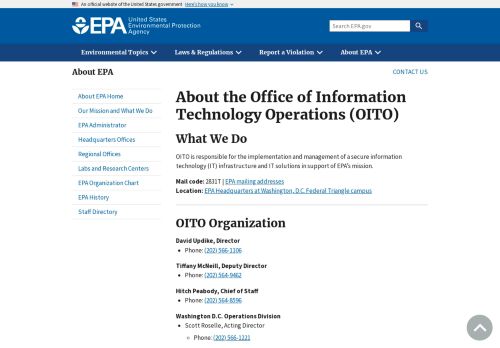 An official website of the United States government Here's how you know
EPA United States
Environmental Protection
Agency
Search EPA.gov
Environmental Topics Laws & Regulations Report a Violation About EPA
About EPA CONTACT US
About EPA Home
Our Mission and What We Do
EPA Administrator
Headquarters Offices
Regional Offices
Labs and Research Centers
EPA Organization Chart
EPA History
Staff Directory
About the Office of Information
Technology Operations (OITO)
What We Do
OITO is responsible for the implementation and management of a secure information
technology (IT) infrastructure and IT solutions in support of EPA's mission.
Mail code: 2831T | EPA mailing addresses
Location: EPA Headquarters at Washington, D.C. Federal Triangle campus
OITO Organization
David Updike, Director
Phone: (202) 566-1106
Tiffany McNeill, Deputy Director
Phone: (202) 564-9462
Hitch Peabody, Chief of Staff
Phone: (202) 564-8596
Washington D.C. Operations Division
Scott Roselle, Acting Director
Phone: (202) 566-1221